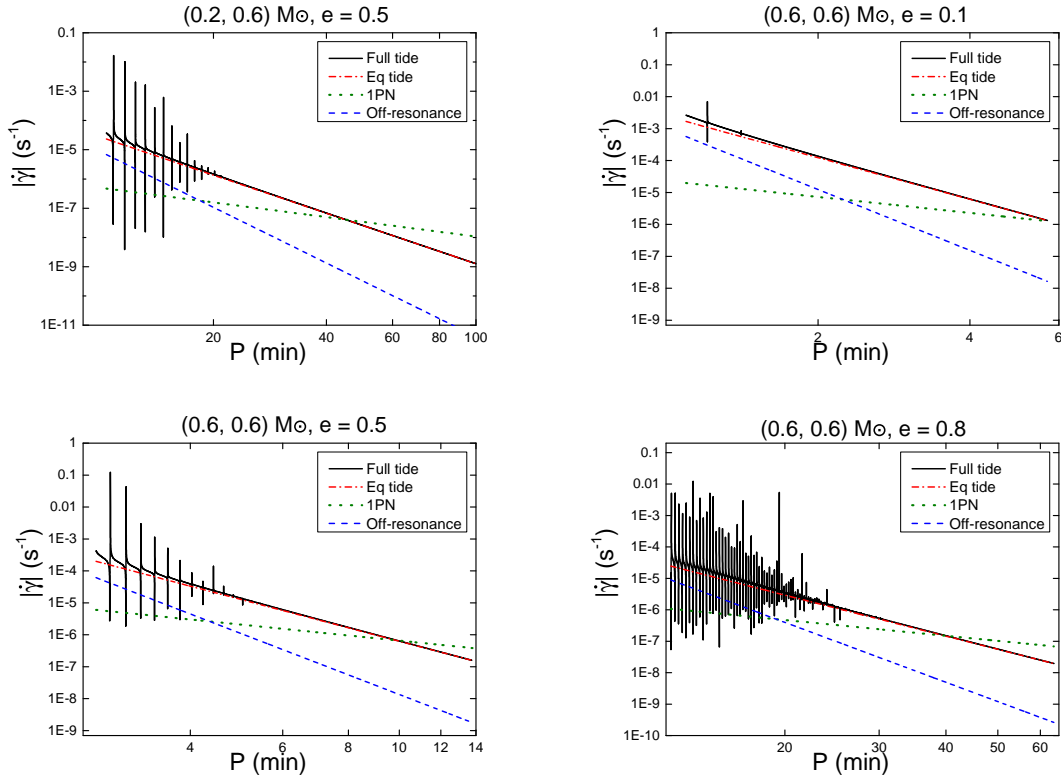 (0.2, 0.6) M⊙, e = 0.5
0.1
1E-3
1E-5
1E-7
1E-9
1E-11
|γ̇| (s⁻¹)
Full tide
Eq tide
1PN
Off-resonance
20 40 60 80 100
P (min)
(0.6, 0.6) M⊙, e = 0.1
1
0.1
0.01
1E-3
1E-4
1E-5
1E-6
1E-7
1E-8
1E-9
|γ̇| (s⁻¹)
Full tide
Eq tide
1PN
Off-resonance
2 4 6
P (min)
(0.6, 0.6) M⊙, e = 0.5
1
0.1
0.01
1E-3
1E-4
1E-5
1E-6
1E-7
1E-8
1E-9
|γ̇| (s⁻¹)
Full tide
Eq tide
1PN
Off-resonance
4 6 8 10 12 14
P (min)
(0.6, 0.6) M⊙, e = 0.8
1
0.1
0.01
1E-3
1E-4
1E-5
1E-6
1E-7
1E-8
1E-9
1E-10
|γ̇| (s⁻¹)
Full tide
Eq tide
1PN
Off-resonance
20 30 40 50 60
P (min)